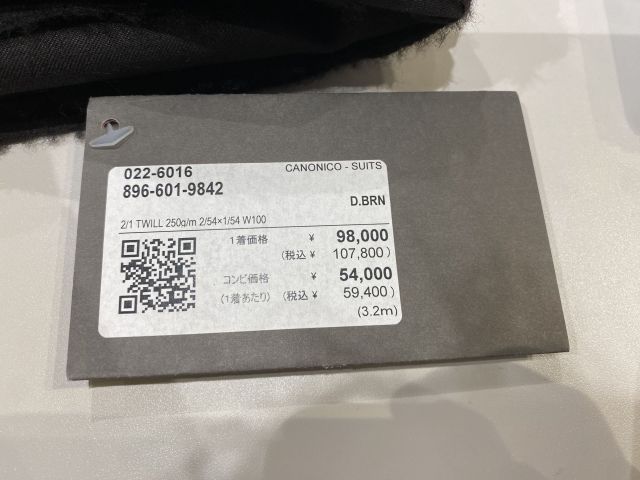 022-6016
CANONICO - SUITS
896-601-9842
D.BRN
2/1 TWILL 250g/m 2/54×1/54 W100
1着価格 ¥ 98,000
(税込 ¥ 107,800)
コンビ価格 ¥ 54,000
(1着あたり) (税込 ¥ 59,400)
(3.2m)